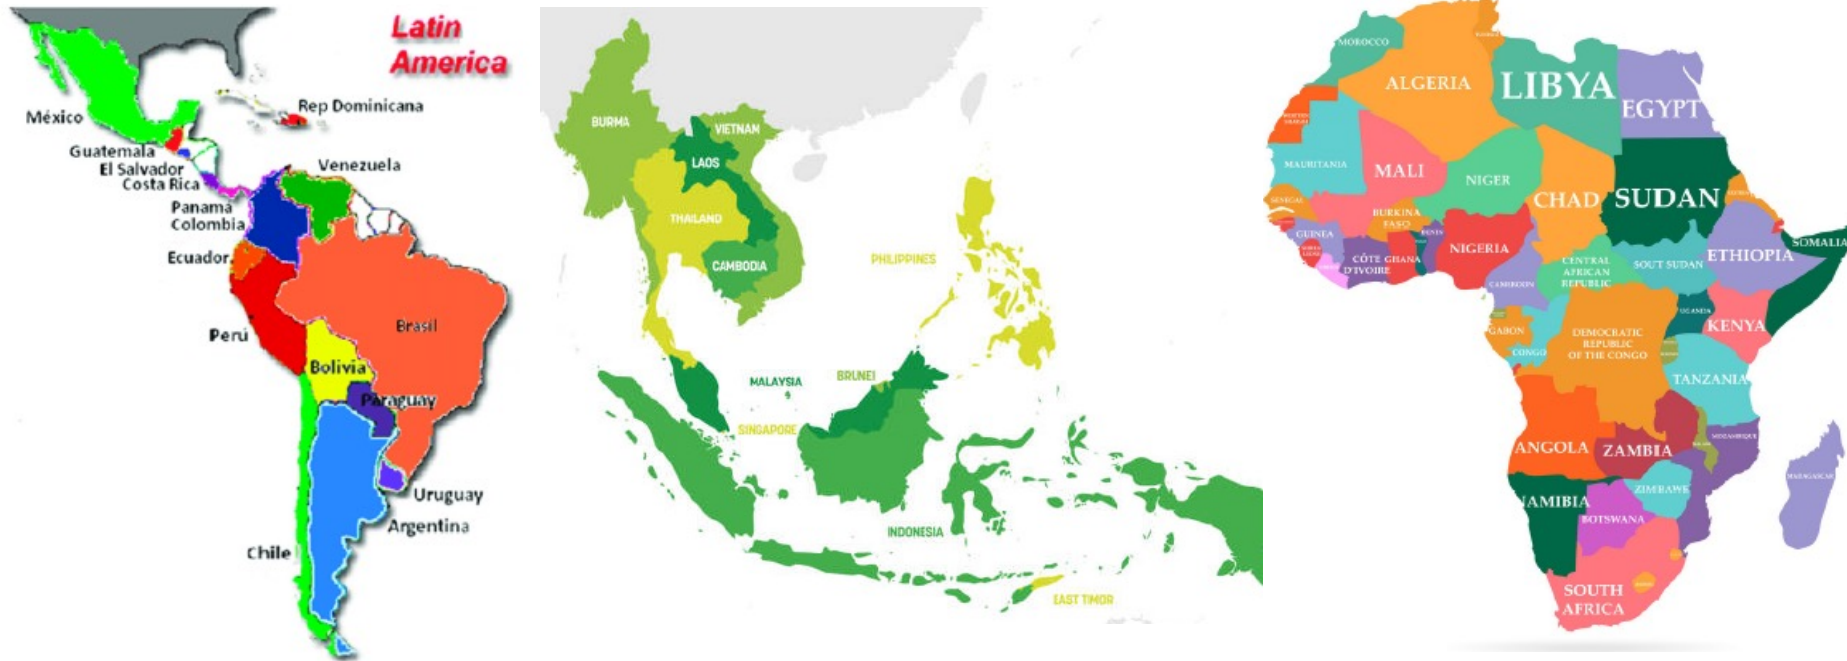 Latin
America
Rep Dominicana
México
Guatemala
El Salvador
Costa Rica
Venezuela
Panamá
Colombia
Ecuador
Perú
Brasil
Bolivia
Paraguay
Uruguay
Argentina
Chile
BURMA
VIETNAM
LAOS
THAILAND
CAMBODIA
PHILIPPINES
MALAYSIA
BRUNEI
SINGAPORE
INDONESIA
EAST TIMOR
MOROCCO
ALGERIA
LIBYA
EGYPT
MAURITANIA
MALI
NIGER
CHAD
SUDAN
SENEGAL
BURKINA
FASO
GUINEA
BENIN
NIGERIA
CÔTE
D'IVOIRE
GHANA
CENTRAL
AFRICAN
REPUBLIC
SOUT SUDAN
ETHIOPIA
SOMALIA
CAMEROON
UGANDA
KENYA
GABON
CONGO
DEMOCRATIC
REPUBLIC
OF THE CONGO
TANZANIA
ANGOLA
ZAMBIA
MOZAMBIQUE
MADAGASCAR
NAMIBIA
ZIMBAWE
BOTSWANA
SOUTH
AFRICA